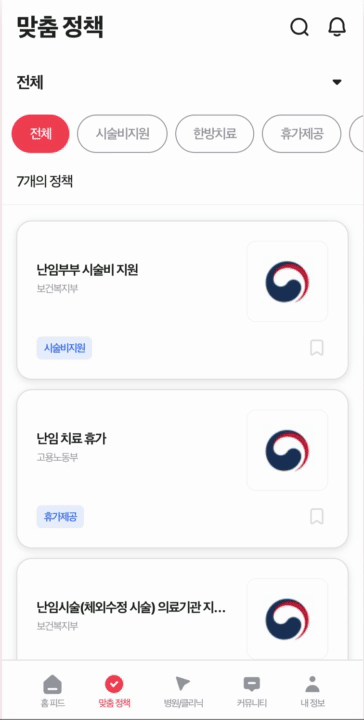 맞춤 정책
전체
전체 시술비지원 한방치료 휴가제공
7개의 정책
난임부부 시술비 지원
보건복지부
시술비지원
난임 치료 휴가
고용노동부
휴가제공
난임시술(체외수정 시술) 의료기관 지...
보건복지부
홈 피드 맞춤 정책 병원/클리닉 커뮤니티 내 정보